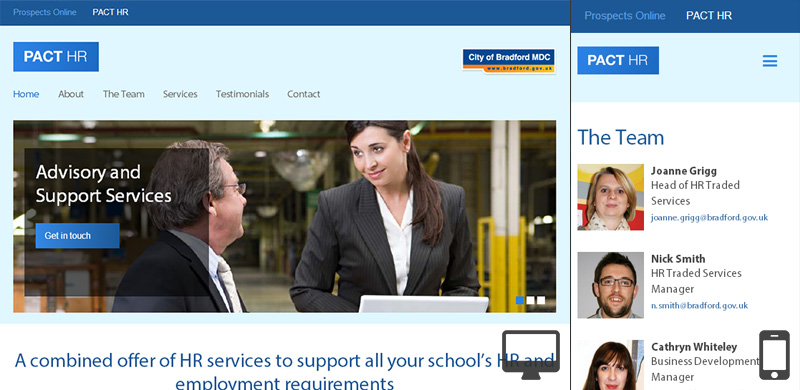 Prospects Online PACT HR
PACT HR
City of Bradford MDC
www.bradford.gov.uk
Home About The Team Services Testimonials Contact
Advisory and
Support Services
Get in touch
A combined offer of HR services to support all your school's HR and
employment requirements
Prospects Online PACT HR
PACT HR
The Team
Joanne Grigg
Head of HR Traded
Services
joanne.grigg@bradford.gov.uk
Nick Smith
HR Traded Services
Manager
n.smith@bradford.gov.uk
Cathryn Whiteley
Business Development
Manager